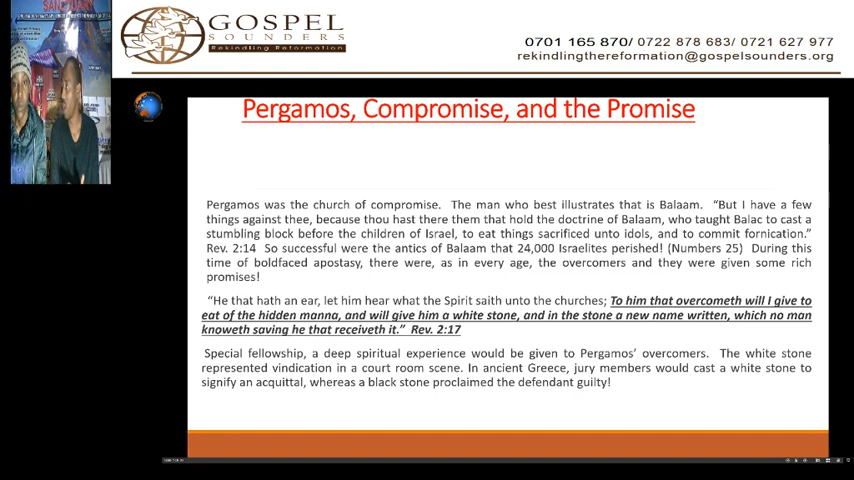 SANCTUARY
GOSPEL
SOUNDERS
Rekindling Reformation
0701 165 870/ 0722 878 683/ 0721 627 977
rekindlingthereformation@gospelsounders.org
Pergamos, Compromise, and the Promise
Pergamos was the church of compromise. The man who best illustrates that is Balaam. “But I have a few
things against thee, because thou hast there them that hold the doctrine of Balaam, who taught Balac to cast a
stumbling block before the children of Israel, to eat things sacrificed unto idols, and to commit fornication.”
Rev. 2:14 So successful were the antics of Balaam that 24,000 Israelites perished! (Numbers 25) During this
time of boldfaced apostasy, there were, as in every age, the overcomers and they were given some rich
promises!
“He that hath an ear, let him hear what the Spirit saith unto the churches; To him that overcometh will I give to
eat of the hidden manna, and will give him a white stone, and in the stone a new name written, which no man
knoweth saving he that receiveth it.” Rev. 2:17
Special fellowship, a deep spiritual experience would be given to Pergamos’ overcomers. The white stone
represented vindication in a court room scene. In ancient Greece, jury members would cast a white stone to
signify an acquittal, whereas a black stone proclaimed the defendant guilty!